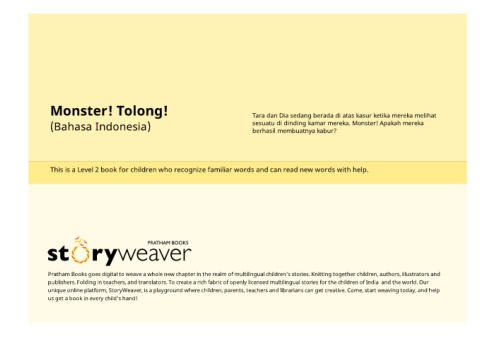 Monster! Tolong!
(Bahasa Indonesia)
Tara dan Dia sedang berada di atas kasur ketika mereka melihat
sesuatu di dinding kamar mereka. Monster! Apakah mereka
berhasil membuatnya kabur?
This is a Level 2 book for children who recognize familiar words and can read new words with help.
PRATHAM BOOKS
storyweaver
Pratham Books goes digital to weave a whole new chapter in the realm of multilingual children's stories. Knitting together children, authors, illustrators and
publishers. Folding in teachers, and translators. To create a rich fabric of openly licensed multilingual stories for the children of India and the world. Our
unique online platform, StoryWeaver, is a playground where children, parents, teachers and librarians can get creative. Come, start weaving today, and help
us get a book in every child's hand!